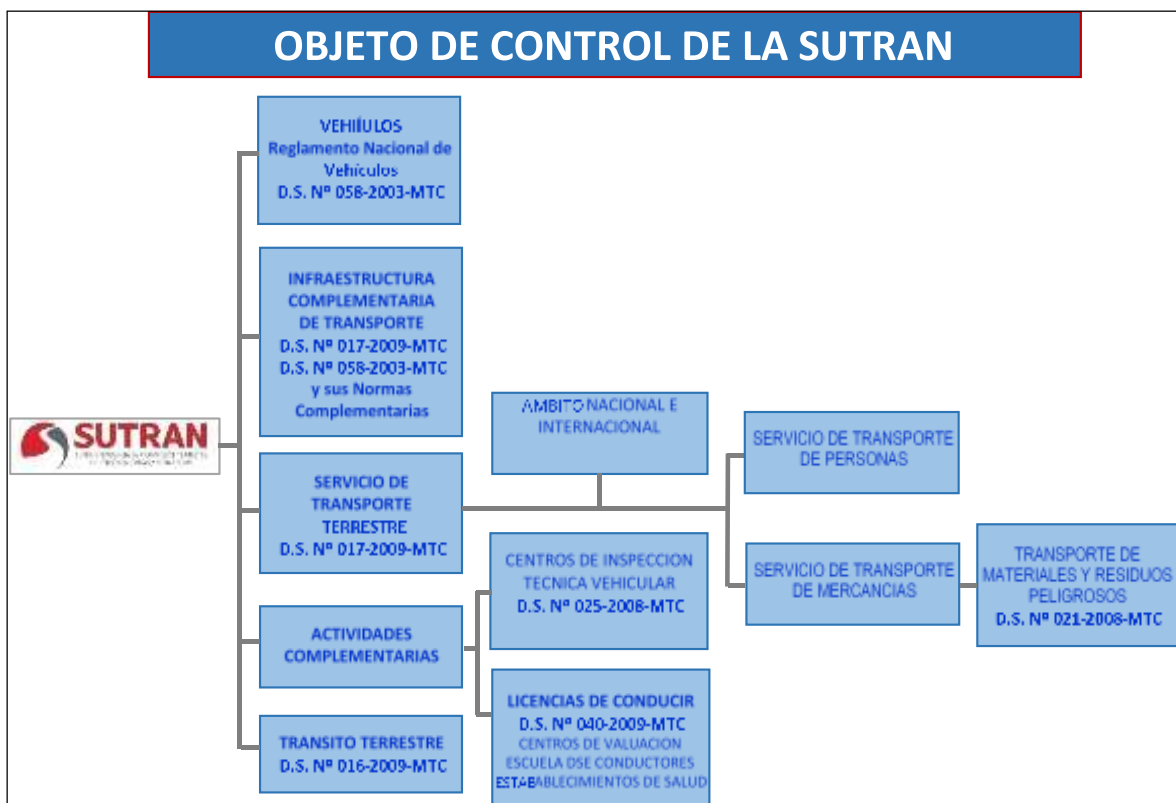 OBJETO DE CONTROL DE LA SUTRAN
VEHIÍULOS
Reglamento Nacional de
Vehículos
D.S. Nº 058-2003-MTC
INFRAESTRUCTURA
COMPLEMENTARIA
DE TRANSPORTE
D.S. Nº 017-2009-MTC
D.S. Nº 058-2003-MTC
y sus Normas
Complementarias
SUTRAN
SERVICIO DE
TRANSPORTE
TERRESTRE
D.S. Nº 017-2009-MTC
AMBITO NACIONAL E
INTERNACIONAL
SERVICIO DE TRANSPORTE
DE PERSONAS
SERVICIO DE TRANSPORTE
DE MERCANCIAS
TRANSPORTE DE
MATERIALES Y RESIDUOS
PELIGROSOS
D.S. Nº 021-2008-MTC
ACTIVIDADES
COMPLEMENTARIAS
CENTROS DE INSPECCION
TECNICA VEHICULAR
D.S. Nº 025-2008-MTC
LICENCIAS DE CONDUCIR
D.S. Nº 040-2009-MTC
CENTROS DE VALUACION
ESCUELA DSE CONDUCTORES
ESTABABLECIMIENTOS DE SALUD
TRANSITO TERRESTRE
D.S. Nº 016-2009-MTC